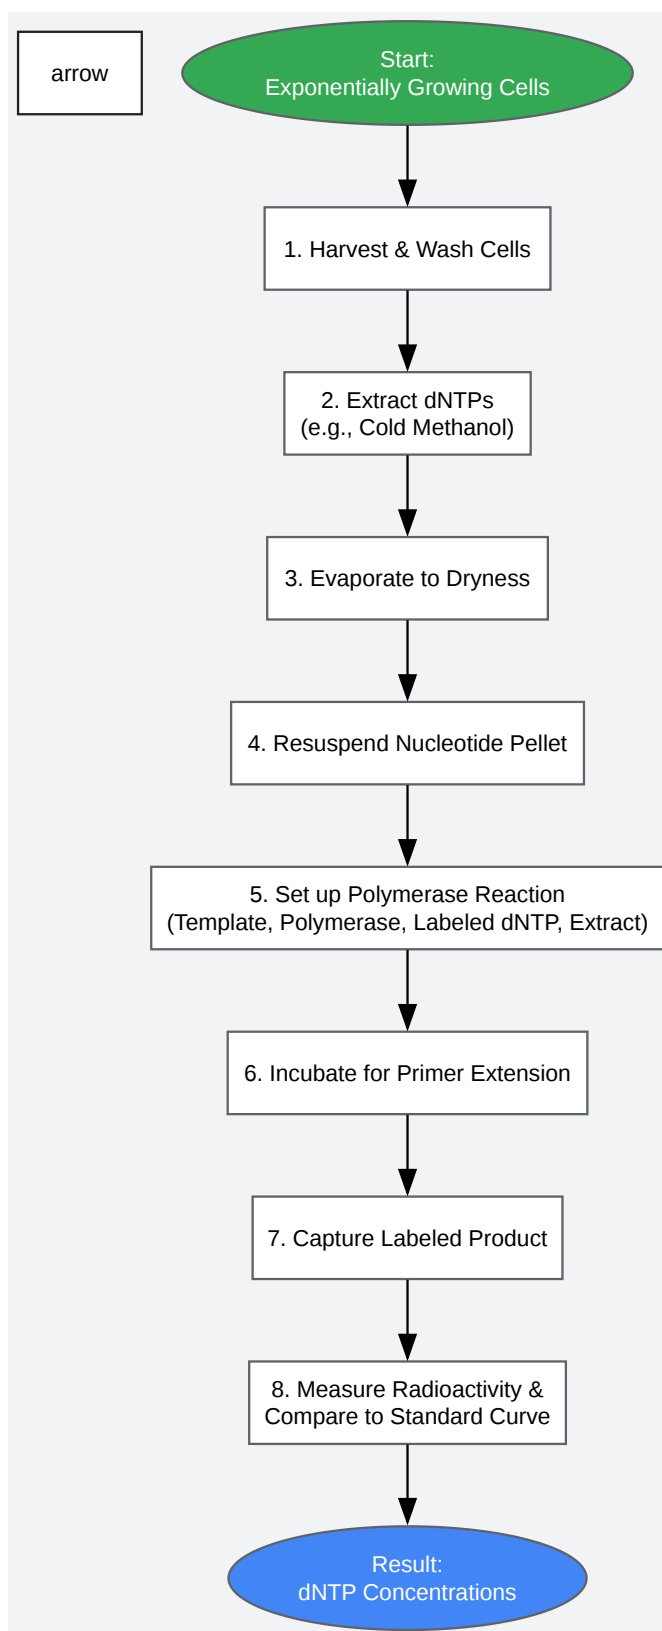 arrow
Start:
Exponentially Growing Cells
1. Harvest & Wash Cells
2. Extract dNTPs
(e.g., Cold Methanol)
3. Evaporate to Dryness
4. Resuspend Nucleotide Pellet
5. Set up Polymerase Reaction
(Template, Polymerase, Labeled dNTP, Extract)
6. Incubate for Primer Extension
7. Capture Labeled Product
8. Measure Radioactivity &
Compare to Standard Curve
Result:
dNTP Concentrations